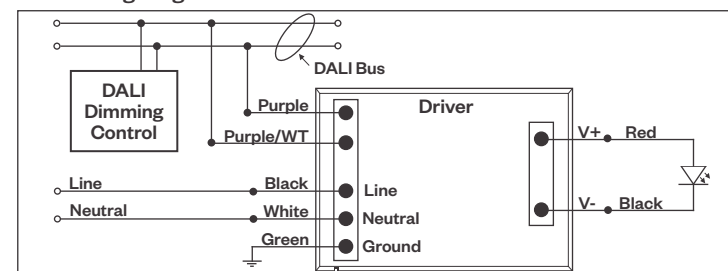 DALI Bus
DALI
Dimming
Control
Driver
Purple
Purple/WT
V+ Red
Line Black Line
V- Black
Neutral White Neutral
Green Ground